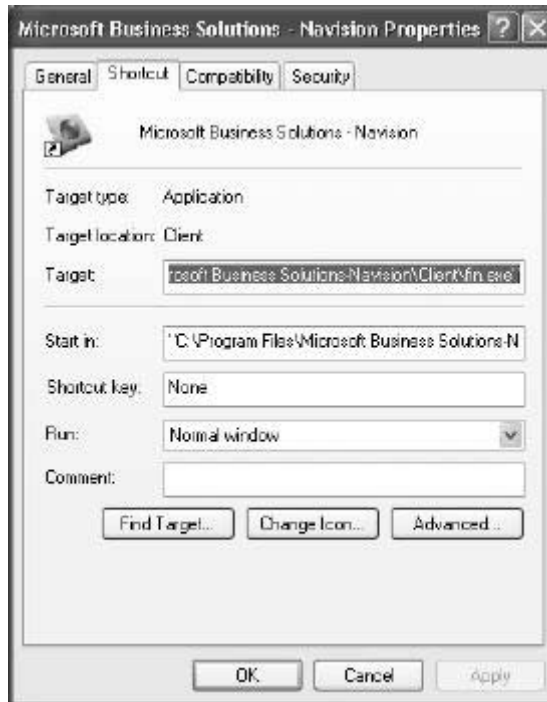 Microsoft Business Solutions - Navision Properties
General Shortcut Compatibility Security
Microsoft Business Solutions - Navision
Target type: Application
Target location: Client
Target: rosoft Business Solutions-Navision\Client\fin.exe"
Start in: "C:\Program Files\Microsoft Business Solutions-N
Shortcut key: None
Run: Normal window
Comment:
Find Target... Change Icon... Advanced...
OK Cancel Apply